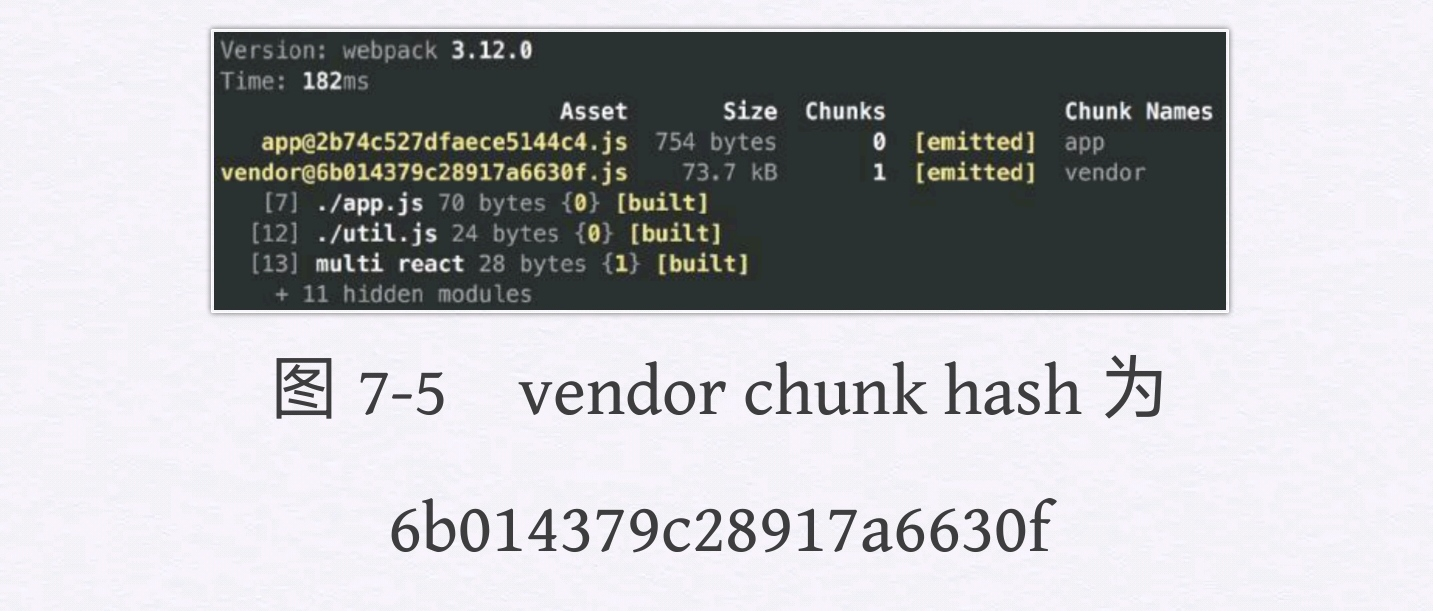 Version: webpack 3.12.0
Time: 182ms
Asset Size Chunks Chunk Names
app@2b74c527dfaece5144c4.js 754 bytes 0 [emitted] app
vendor@6b014379c28917a6630f.js 73.7 kB 1 [emitted] vendor
[7] ./app.js 70 bytes {0} [built]
[12] ./util.js 24 bytes {0} [built]
[13] multi react 28 bytes {1} [built]
+ 11 hidden modules
图 7-5 vendor chunk hash 为
6b014379c28917a6630f